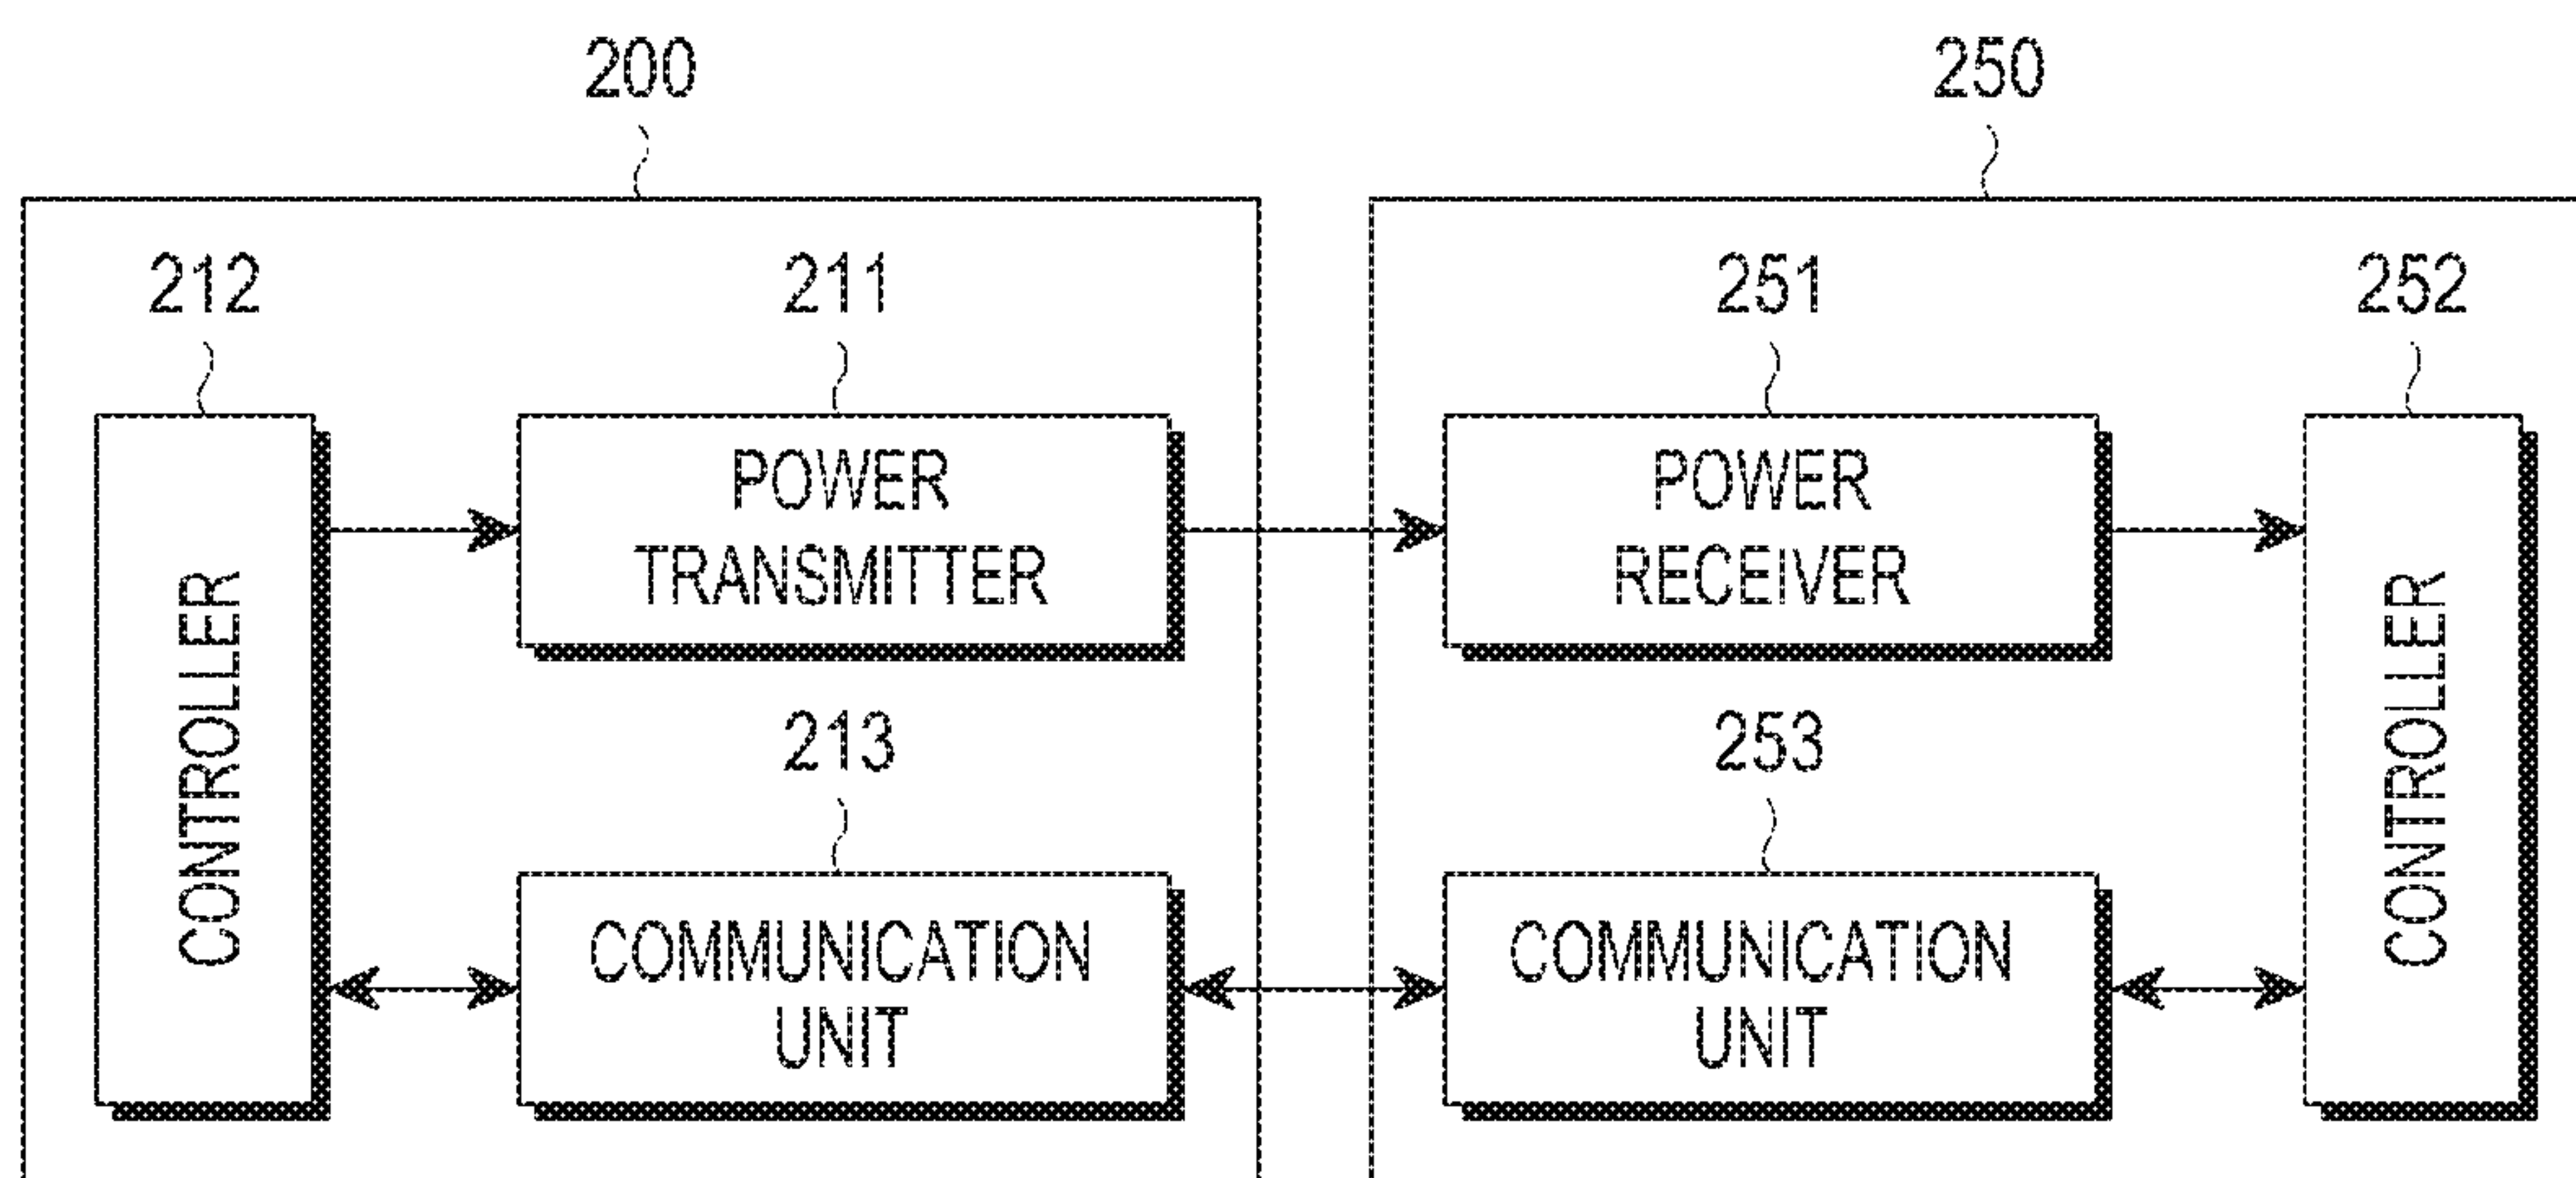 200
250
212
211
251
252
POWER
TRANSMITTER
POWER
RECEIVER
CONTROLLER
CONTROLLER
213
253
COMMUNICATION
UNIT
COMMUNICATION
UNIT